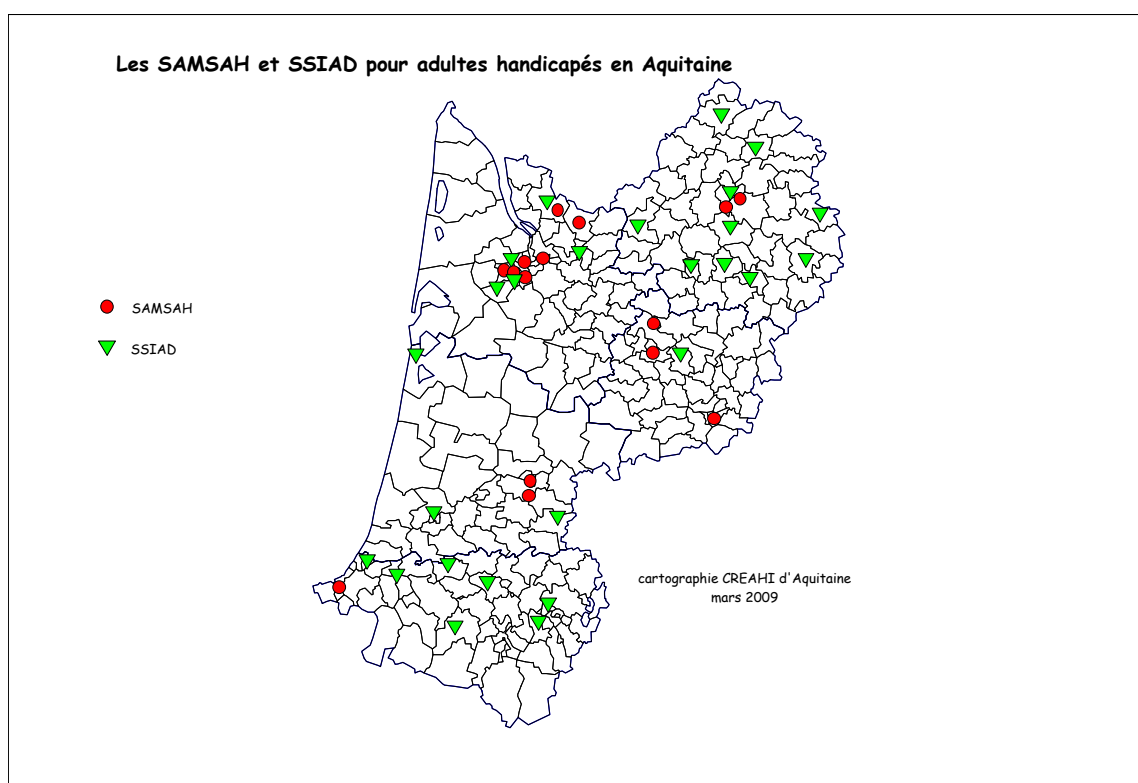 Les SAMSAH et SSIAD pour adultes handicapés en Aquitaine
SAMSAH
SSIAD
cartographie CREAHI d'Aquitaine
mars 2009